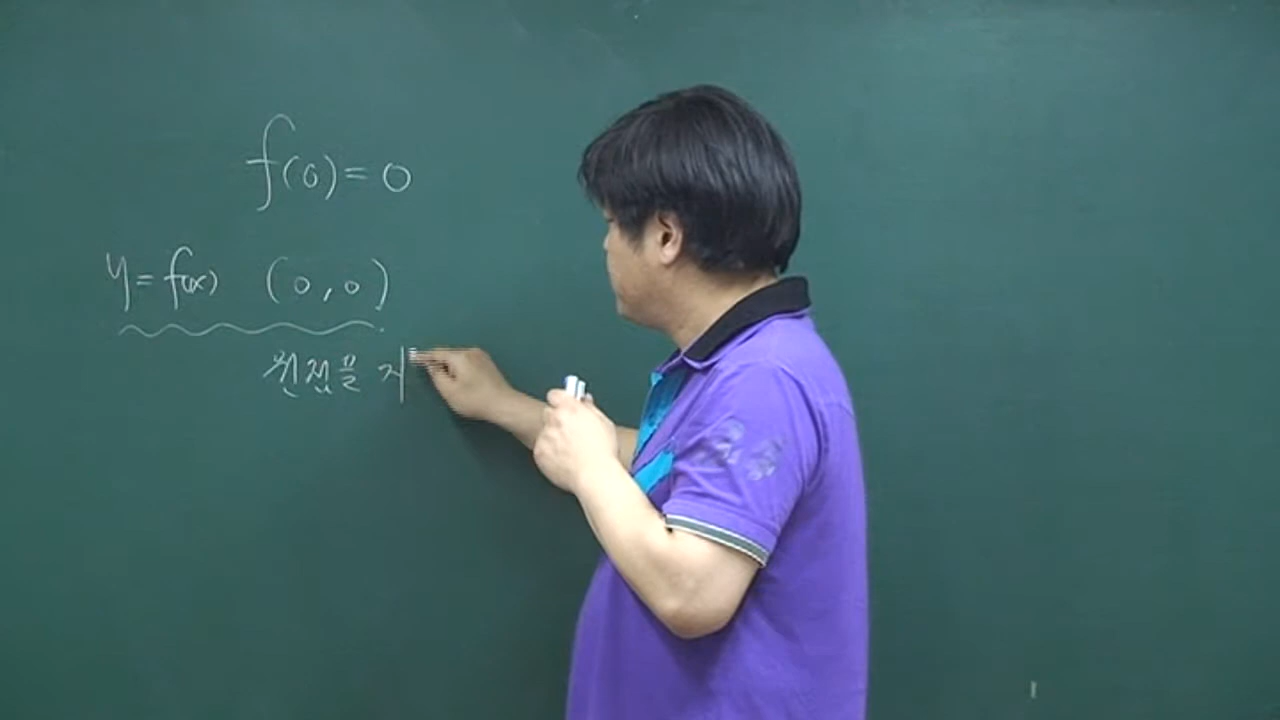 f(0)=0
y=f(x) (0,0)
원점을 지